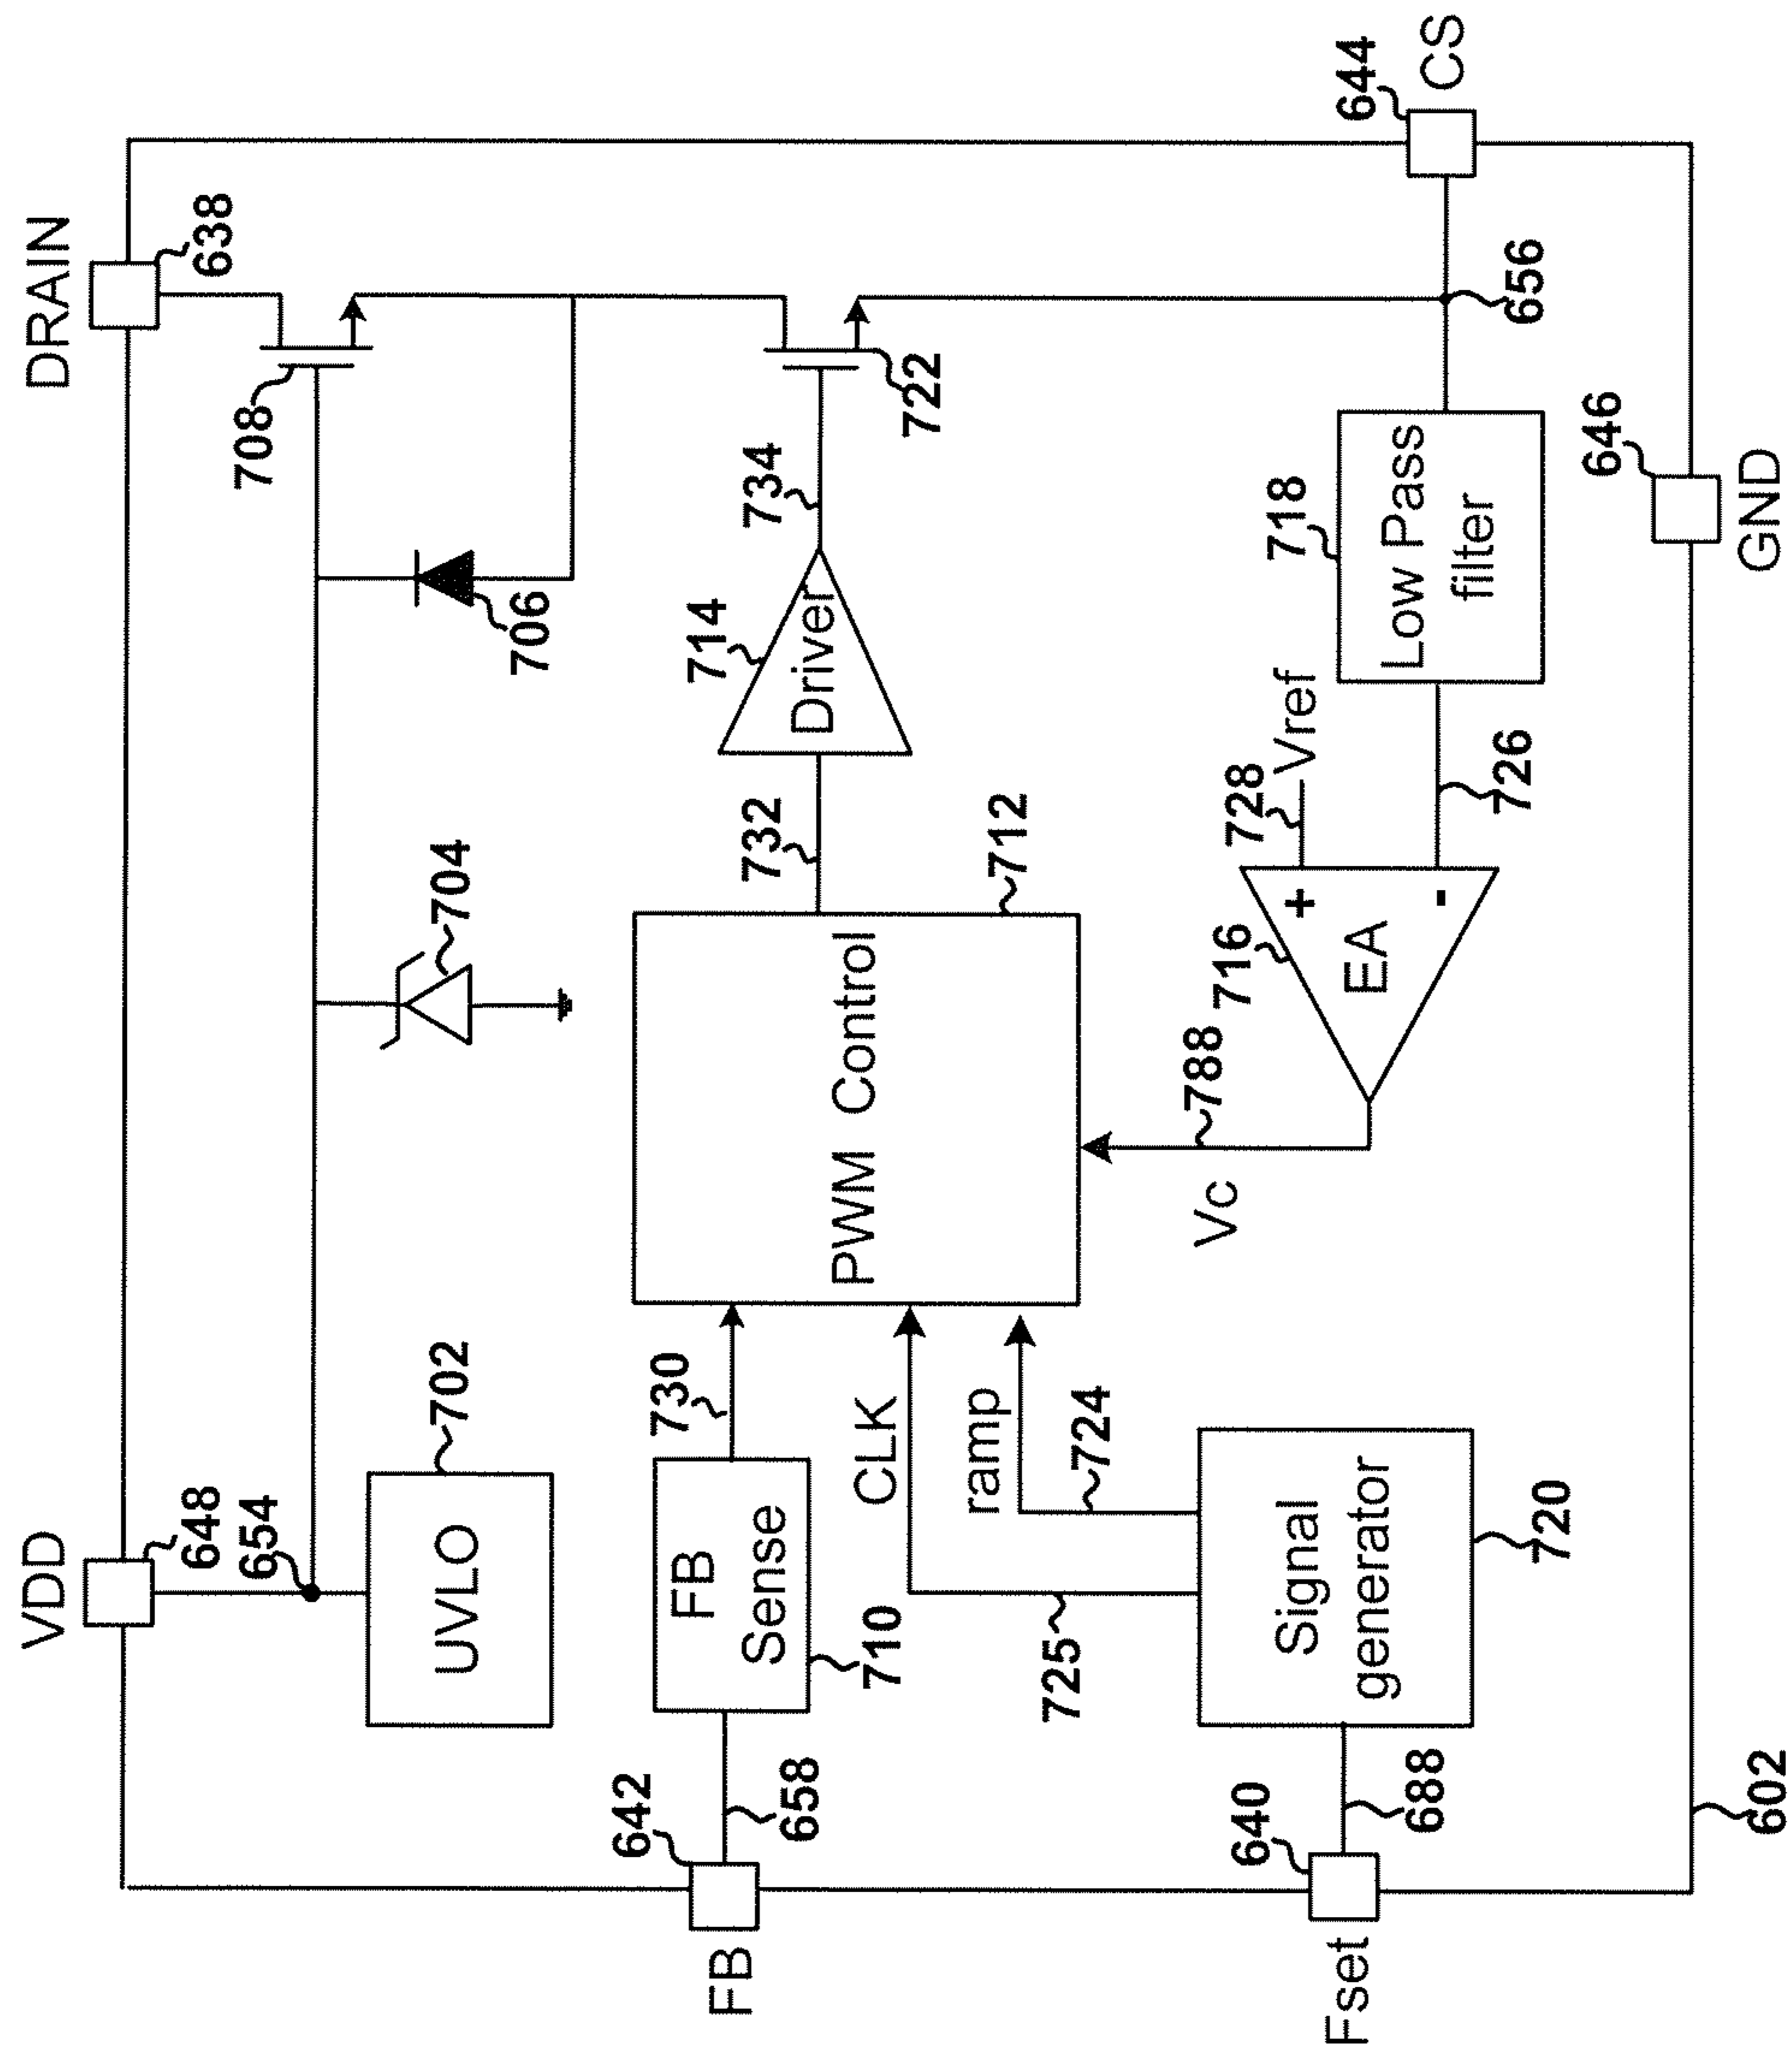 VDD
DRAIN
648
638
654
708
702
704
UVLO
706
642
730
FB
FB
Sense
658
710
732
714
734
PWM Control
Driver
CLK
722
ramp
712
725
724
Vc
788
716
728
Vref
718
640
Signal
generator
+
EA
-
Low Pass
filter
644
CS
Fset
688
720
726
656
646
602
GND